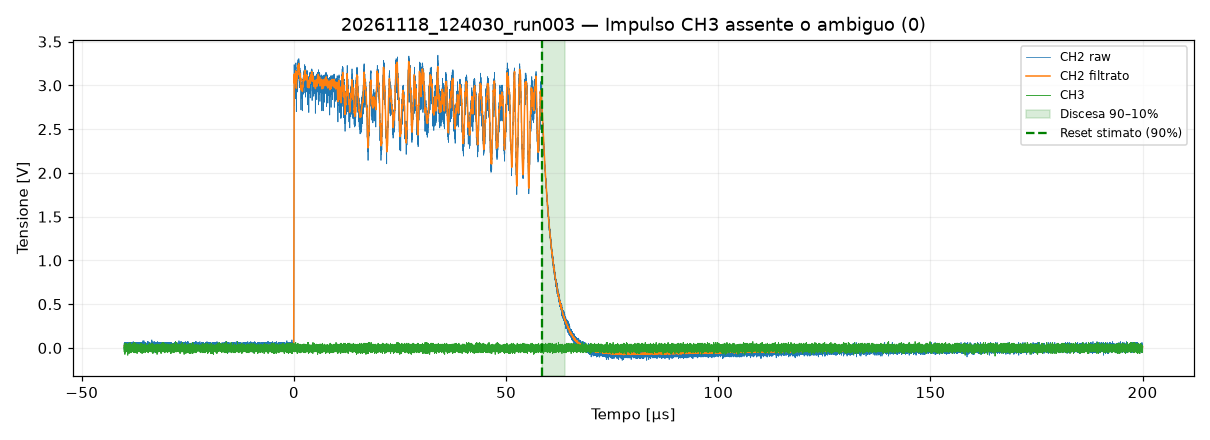 20261118_124030_run003 — Impulso CH3 assente o ambiguo (0)
CH2 raw
CH2 filtrato
CH3
Discesa 90–10%
Reset stimato (90%)
Tensione [V]
3.5
3.0
2.5
2.0
1.5
1.0
0.5
0.0
−50
0
50
100
150
200
Tempo [µs]